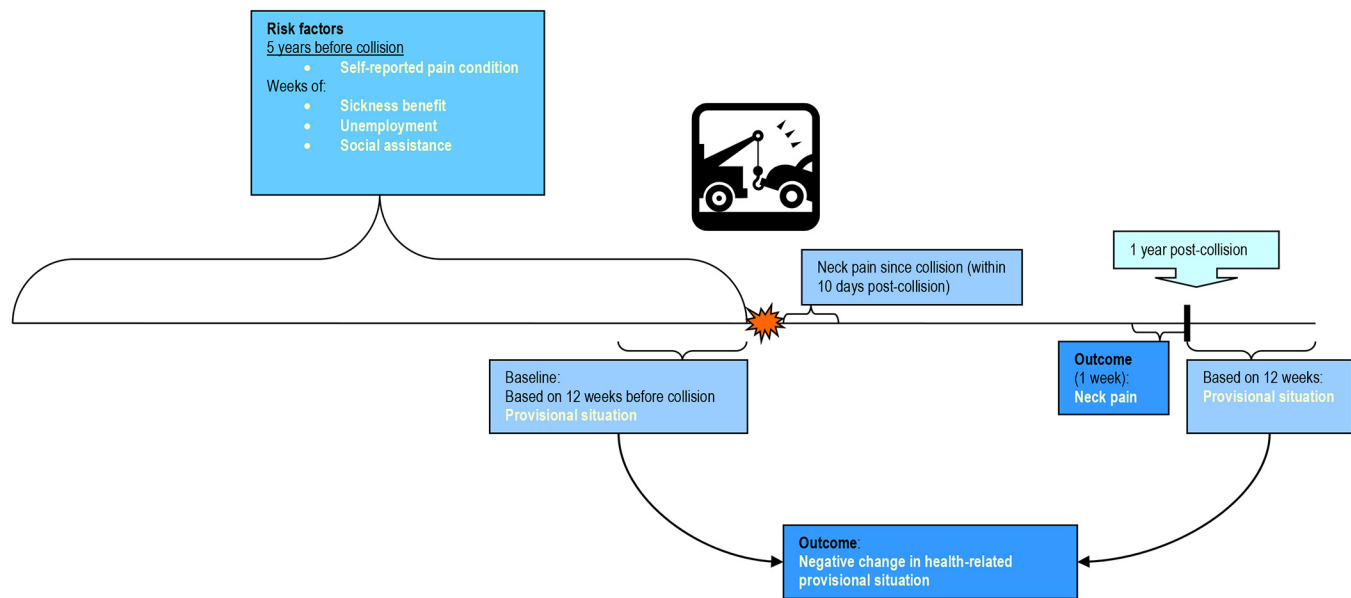 Risk factors
5 years before collision
• Self-reported pain condition
Weeks of:
• Sickness benefit
• Unemployment
• Social assistance
1 year post-collision
Neck pain since collision (within
10 days post-collision)
Baseline:
Based on 12 weeks before collision
Provisional situation
Outcome
(1 week):
Neck pain
Based on 12 weeks:
Provisional situation
Outcome:
Negative change in health-related
provisional situation